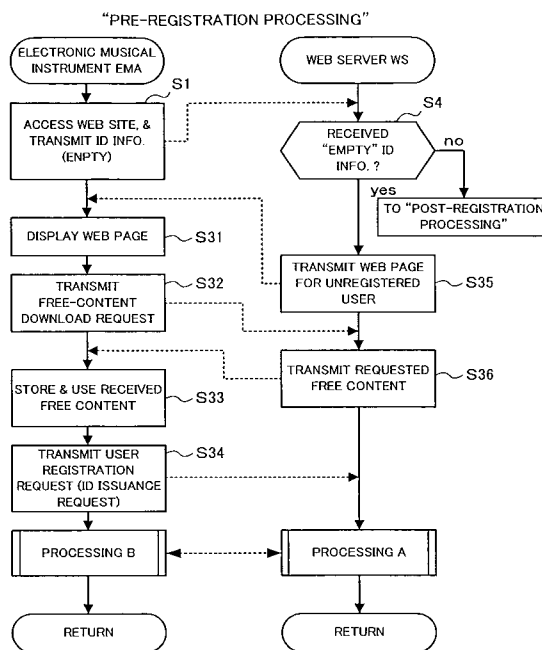 “PRE-REGISTRATION PROCESSING”
ELECTRONIC MUSICAL
INSTRUMENT EMA
WEB SERVER WS
S1
ACCESS WEB SITE, &
TRANSMIT ID INFO.
(ENPTY)
S4
RECEIVED
“EMPTY” ID
INFO. ?
no
yes
TO “POST-REGISTRATION
PROCESSING”
DISPLAY WEB PAGE
S31
TRANSMIT WEB PAGE
FOR UNREGISTERED
USER
S35
TRANSMIT
FREE-CONTENT
DOWNLOAD REQUEST
S32
TRANSMIT REQUESTED
FREE CONTENT
S36
STORE & USE RECEIVED
FREE CONTENT
S33
TRANSMIT USER
REGISTRATION
REQUEST (ID ISSUANCE
REQUEST)
S34
PROCESSING B
PROCESSING A
RETURN
RETURN